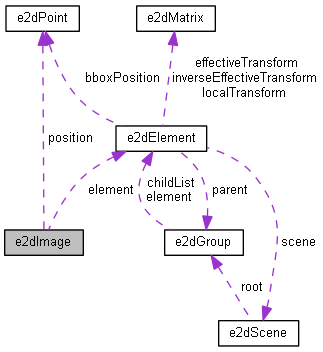 e2dPoint
e2dMatrix
effectiveTransform
inverseEffectiveTransform
localTransform
bboxPosition
e2dElement
position
element
childList
element
parent
scene
e2dImage
e2dGroup
root
e2dScene